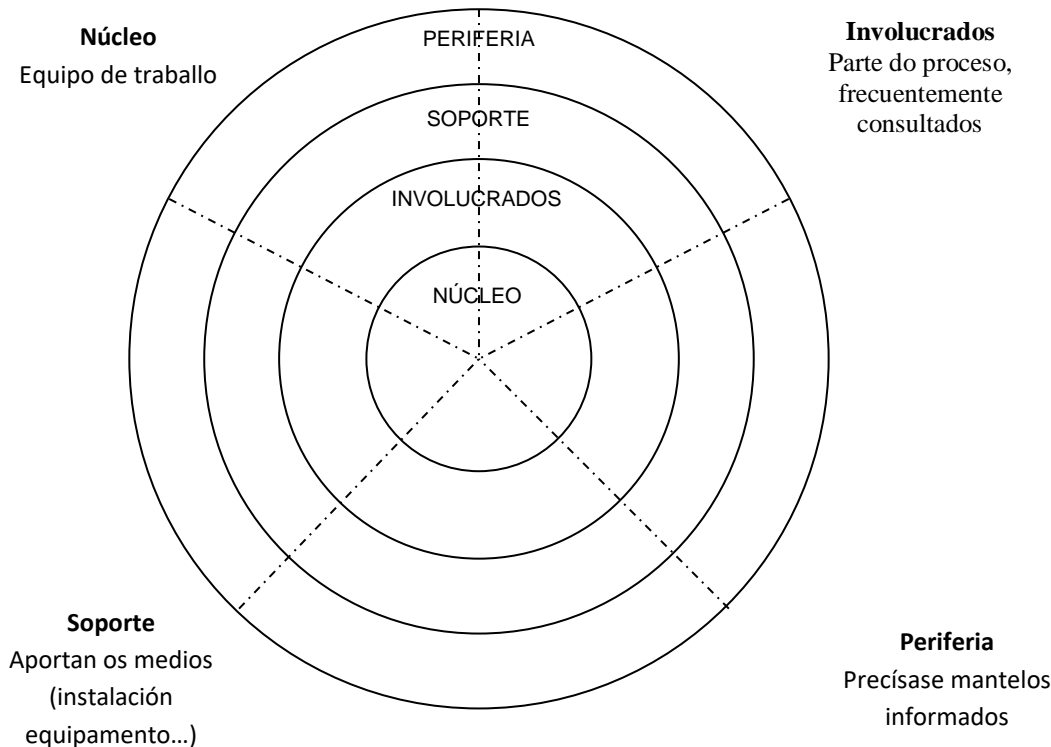 Núcleo
Equipo de traballo
PERIFERIA
Involucrados
Parte do proceso,
frecuentemente
consultados
SOPORTE
INVOLUCRADOS
NÚCLEO
Soporte
Aportan os medios
(instalación
equipamento…)
Periferia
Precísase mantelos
informados